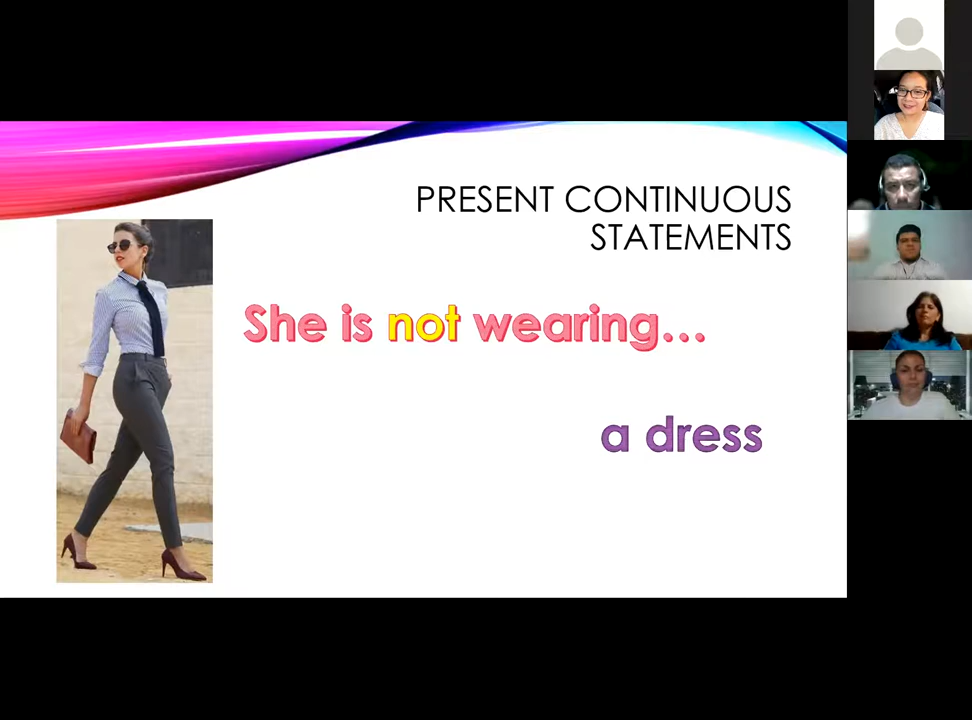 PRESENT CONTINUOUS
STATEMENTS
She is not wearing...
a dress